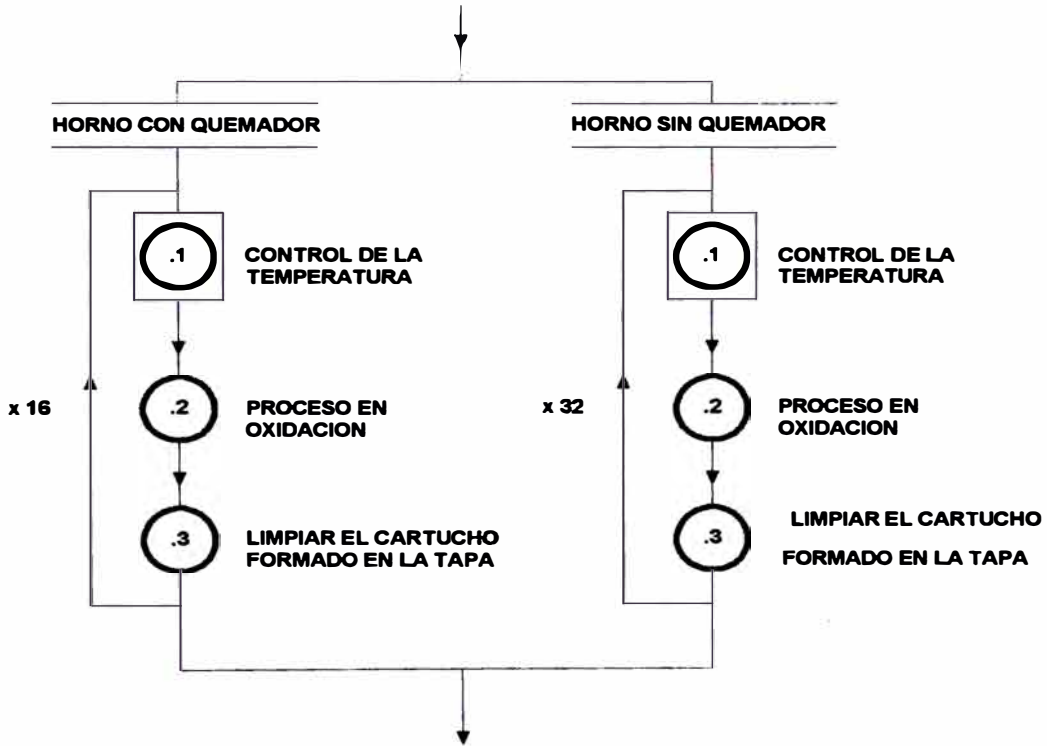 HORNO CON QUEMADOR
.1
CONTROL DE LA
TEMPERATURA
x 16
.2
PROCESO EN
OXIDACION
.3
LIMPIAR EL CARTUCHO
FORMADO EN LA TAPA
HORNO SIN QUEMADOR
.1
CONTROL DE LA
TEMPERATURA
x 32
.2
PROCESO EN
OXIDACION
.3
LIMPIAR EL CARTUCHO
FORMADO EN LA TAPA